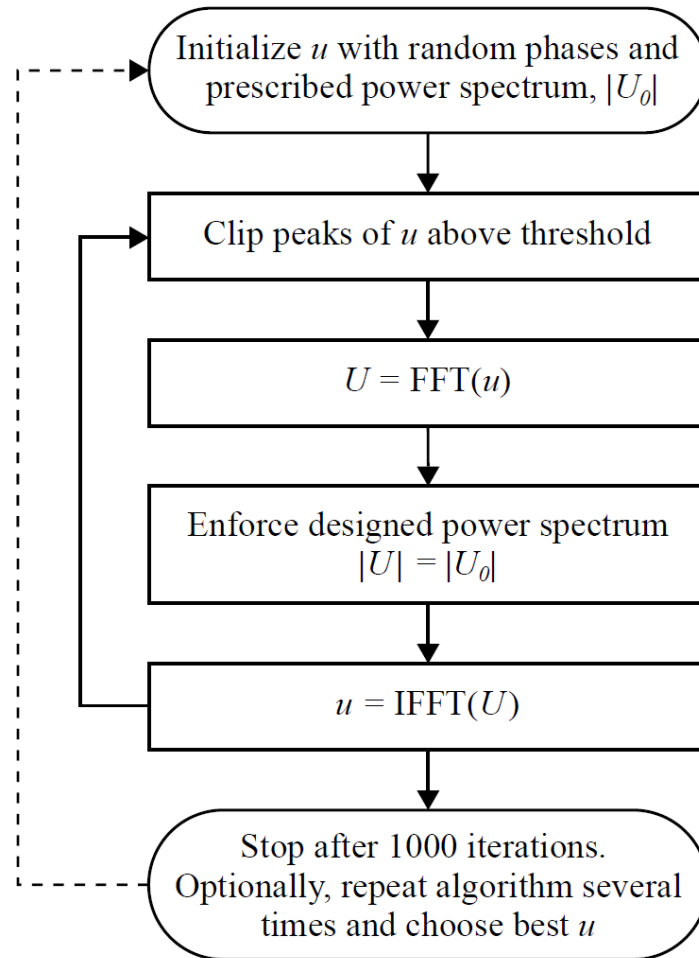 Initialize u with random phases and
prescribed power spectrum, |U₀|
Clip peaks of u above threshold
U = FFT(u)
Enforce designed power spectrum
|U| = |U₀|
u = IFFT(U)
Stop after 1000 iterations.
Optionally, repeat algorithm several
times and choose best u